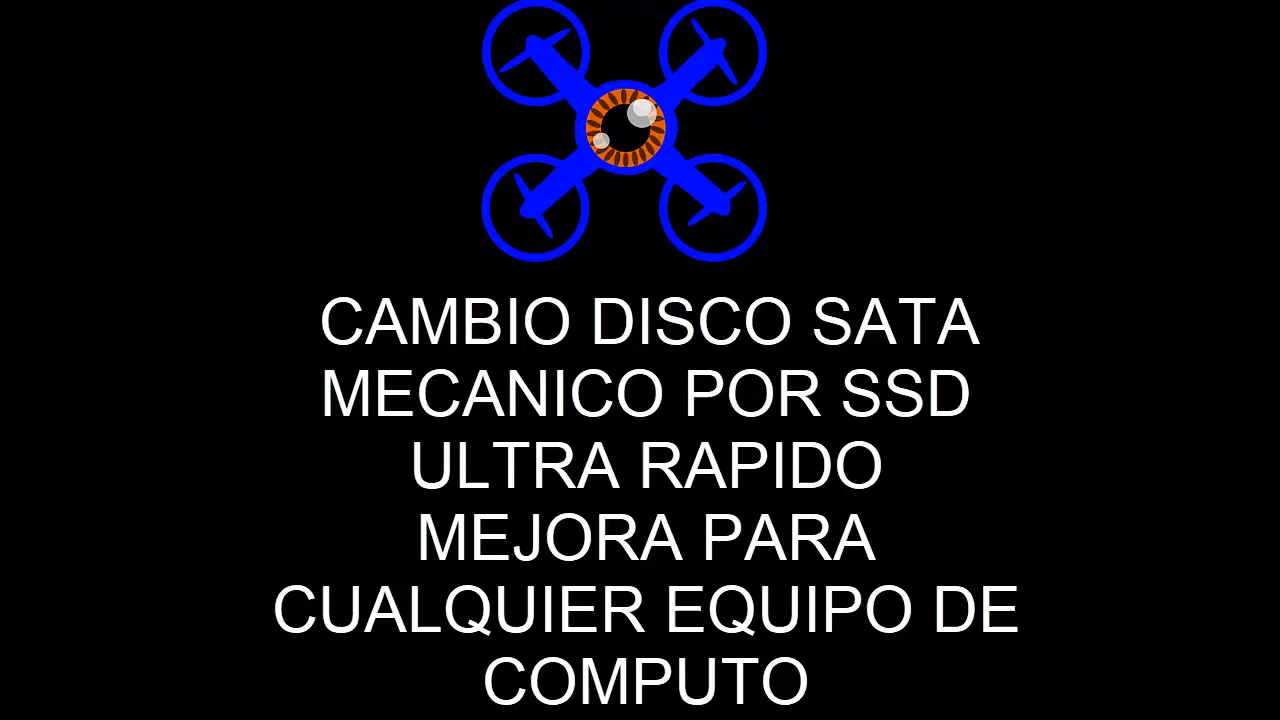 CAMBIO DISCO SATA
MECANICO POR SSD
ULTRA RAPIDO
MEJORA PARA
CUALQUIER EQUIPO DE
COMPUTO